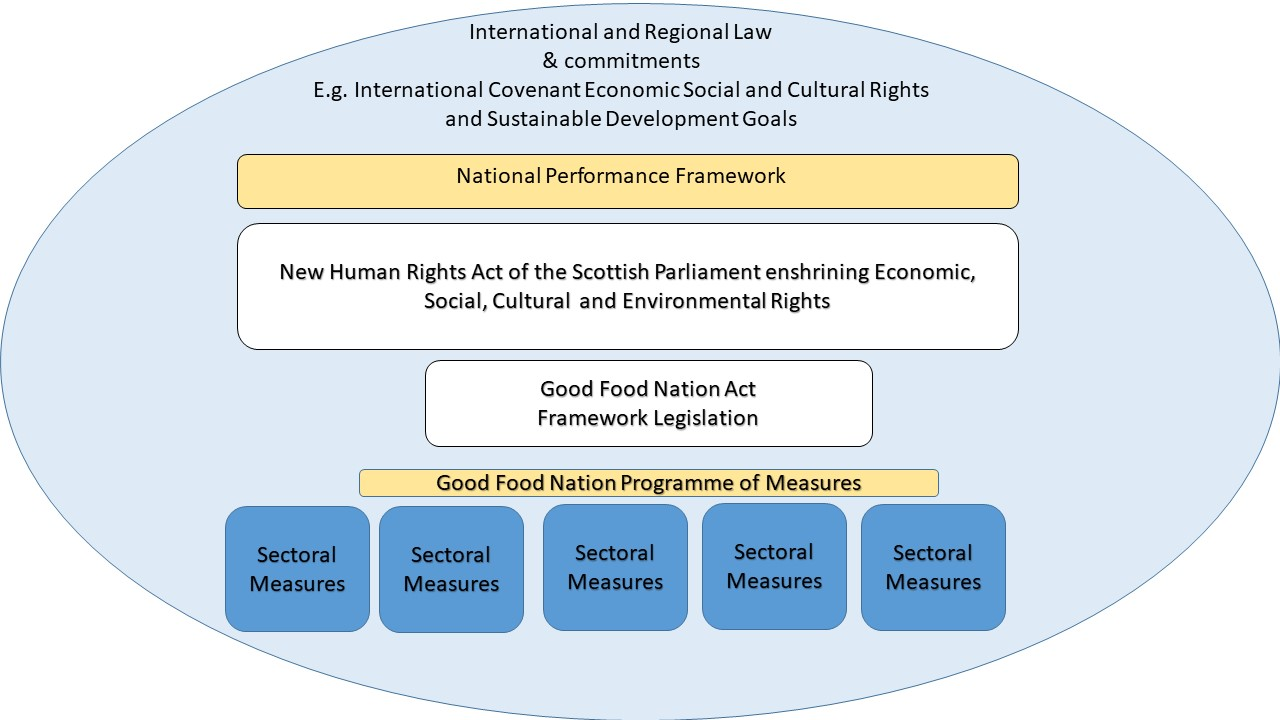 International and Regional Law
& commitments
E.g. International Covenant Economic Social and Cultural Rights
and Sustainable Development Goals
National Performance Framework
New Human Rights Act of the Scottish Parliament enshrining Economic,
Social, Cultural and Environmental Rights
Good Food Nation Act
Framework Legislation
Good Food Nation Programme of Measures
Sectoral
Measures
Sectoral
Measures
Sectoral
Measures
Sectoral
Measures
Sectoral
Measures